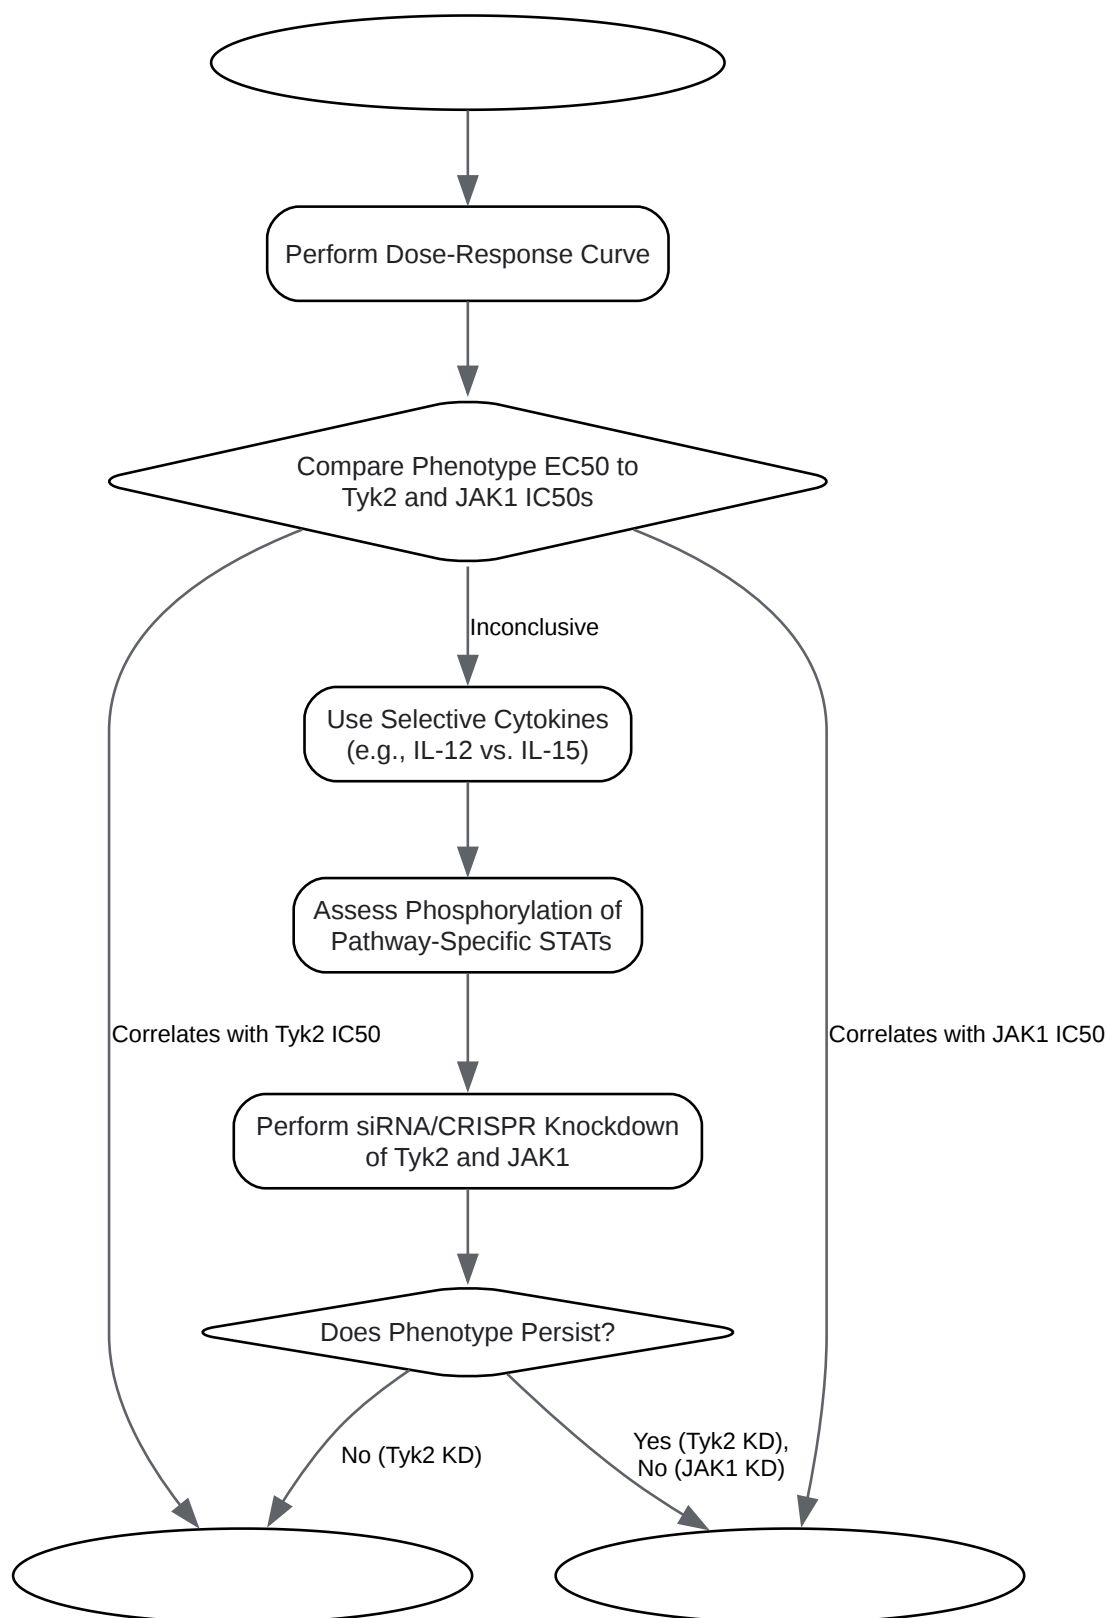 Perform Dose-Response Curve
Compare Phenotype EC50 to
Tyk2 and JAK1 IC50s
Inconclusive
Use Selective Cytokines
(e.g., IL-12 vs. IL-15)
Assess Phosphorylation of
Pathway-Specific STATs
Correlates with Tyk2 IC50
Correlates with JAK1 IC50
Perform siRNA/CRISPR Knockdown
of Tyk2 and JAK1
Does Phenotype Persist?
No (Tyk2 KD)
Yes (Tyk2 KD),
No (JAK1 KD)